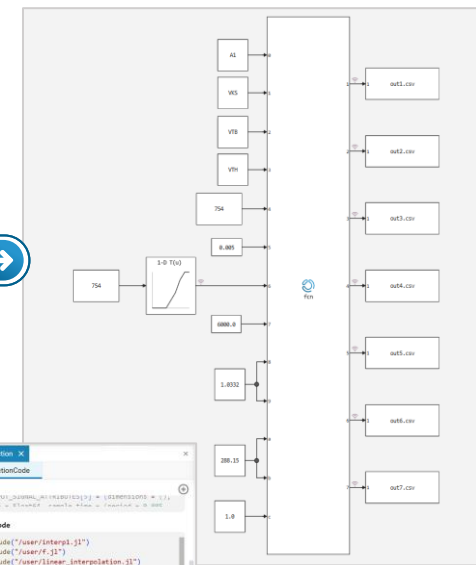 A1
VKS
VTB
VTH
754
0.005
1-D T(u)
754
6000.0
1.0332
288.15
1.0
fcn
out1.csv
out2.csv
out3.csv
out4.csv
out5.csv
out6.csv
out7.csv
ction
ctionCode
ode
ude("/user/interp1.jl")
ude("/user/f.jl")
ude("/user/linear_interpolation.jl")